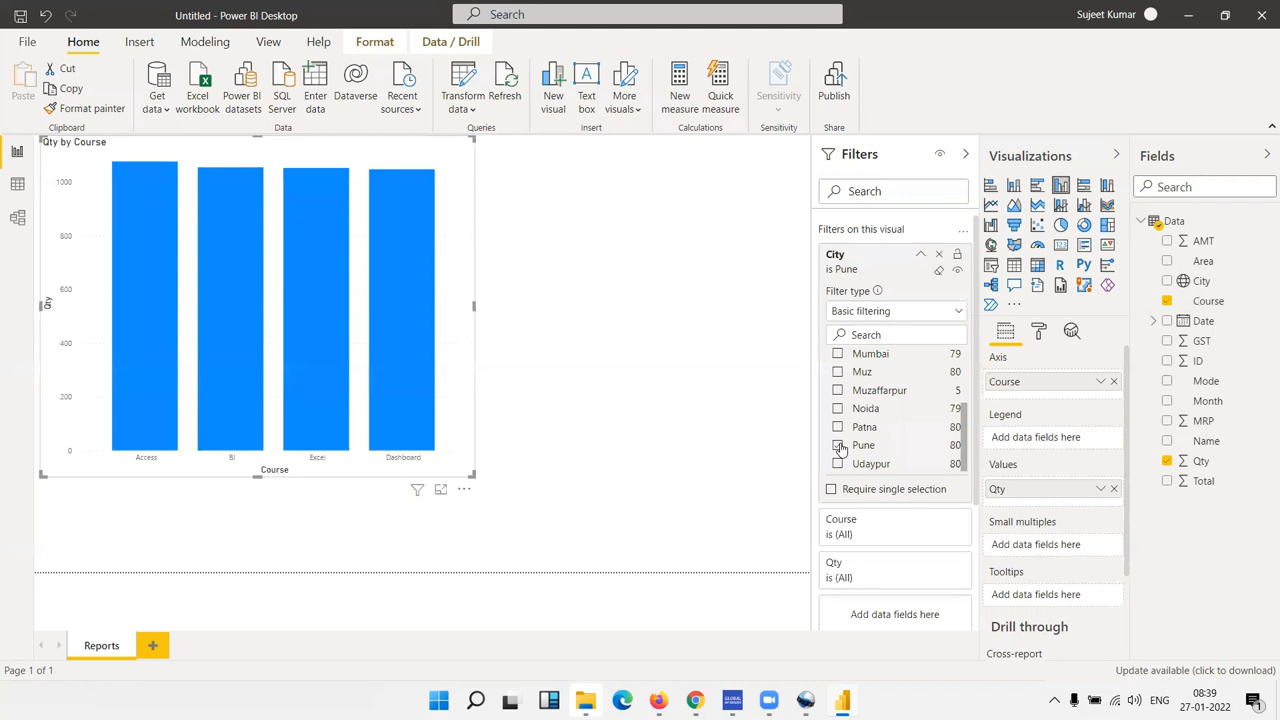 Untitled - Power BI Desktop
Search
Sujeet Kumar
File
Home
Insert
Modeling
View
Help
Format
Data / Drill
Paste
Cut
Copy
Format painter
Clipboard
Get data
Excel workbook
Power BI datasets
SQL Server
Enter data
Dataverse
Recent sources
Data
Transform data
Refresh
Queries
New visual
Text box
More visuals
Insert
New measure
Quick measure
Calculations
Sensitivity
Sensitivity
Publish
Share
Qty by Course
1000
800
600
400
200
0
Qty
Access
BI
Excel
Dashboard
Course
Filters
Search
Filters on this visual
City
is Pune
Filter type
Basic filtering
Search
Mumbai 79
Muz 80
Muzaffarpur 5
Noida 79
Patna 80
Pune 80
Udaypur 80
Require single selection
Course
is (All)
Qty
is (All)
Add data fields here
Visualizations
R
Py
123
Axis
Course
Legend
Add data fields here
Values
Qty
Small multiples
Add data fields here
Tooltips
Add data fields here
Drill through
Cross-report
Fields
Search
Data
AMT
Area
City
Course
Date
GST
ID
Mode
Month
MRP
Name
Qty
Total
Reports
Page 1 of 1
Update available (click to download)
ENG
08:39
27-01-2022